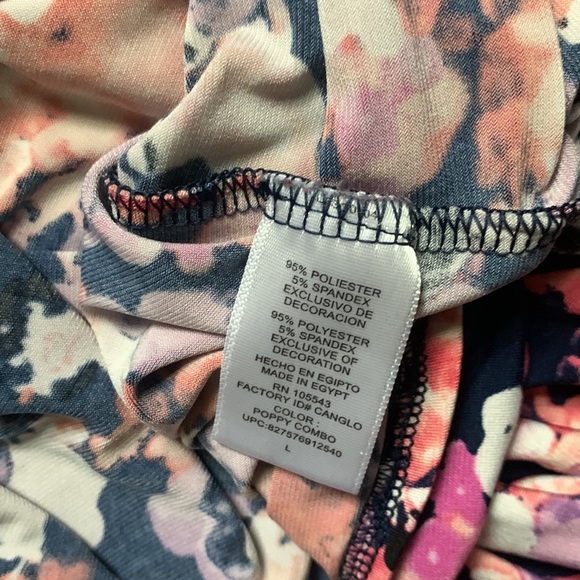 95% POLIESTER
5% SPANDEX
EXCLUSIVO DE
DECORACION
95% POLYESTER
5% SPANDEX
EXCLUSIVE OF
DECORATION
HECHO EN EGIPTO
MADE IN EGYPT
RN 105543
FACTORY ID# CANGLO
COLOR :
POPPY COMBO
UPC:827576912540
L